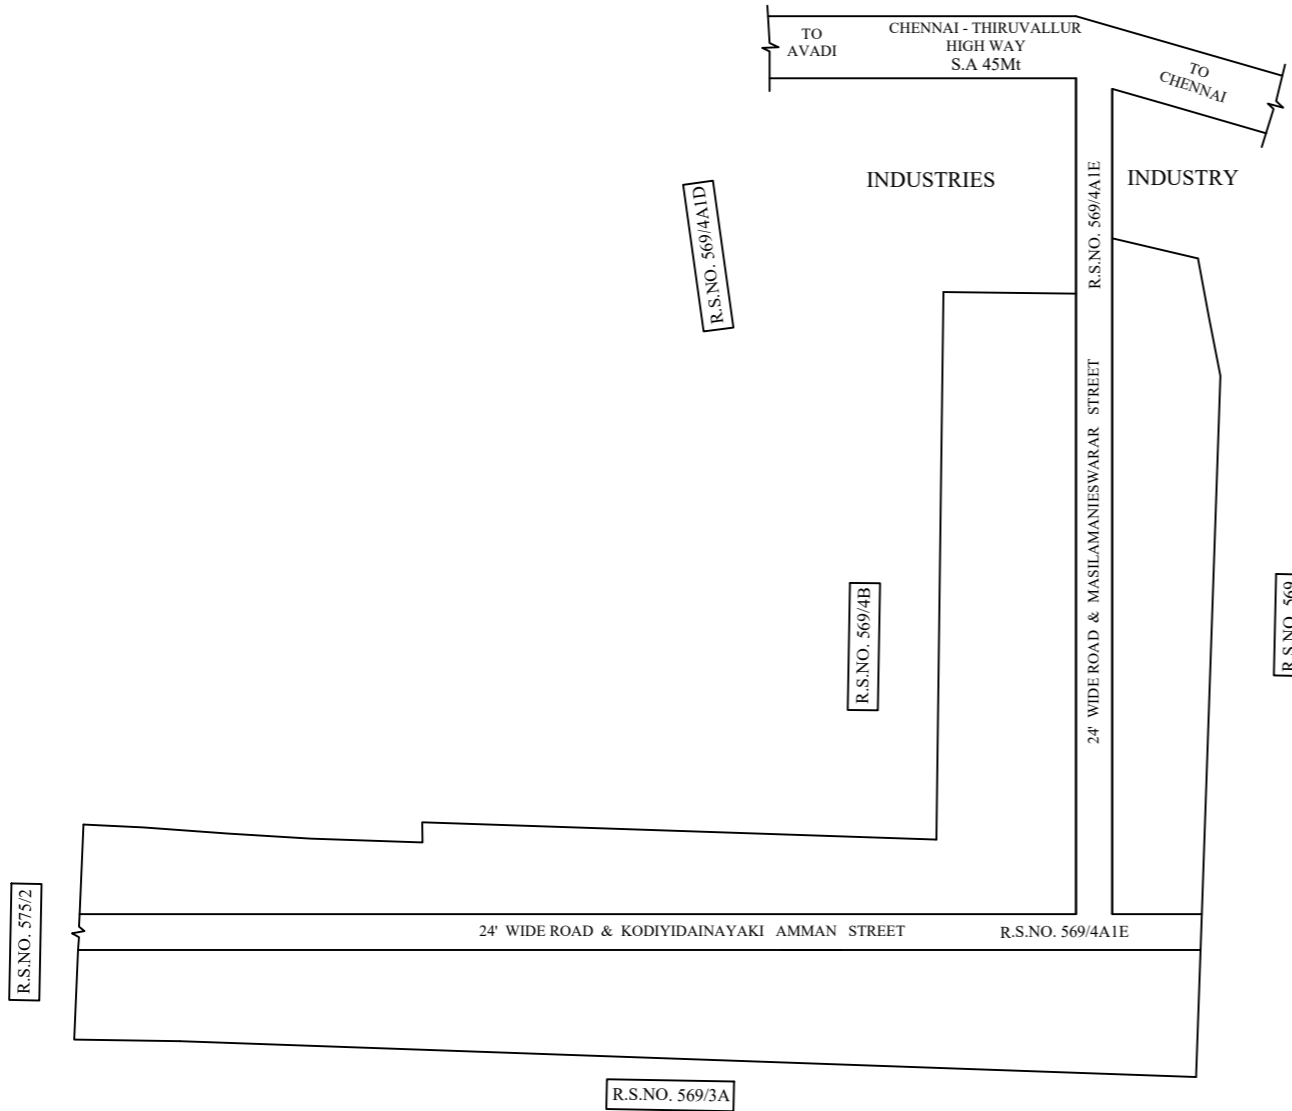 TO
AVADI
CHENNAI - THIRUVALLUR
HIGH WAY
S.A 45Mt
TO
CHENNAI
INDUSTRIES
INDUSTRY
R.S.NO. 569/4A1E
R.S.NO. 569/4A1D
24' WIDE ROAD & MASILAMANIESWARAR STREET
R.S.NO. 569/4B
R.S.NO. 569
R.S.NO. 575/2
24' WIDE ROAD & KODIYIDAINAYAKI AMMAN STREET
R.S.NO. 569/4A1E
R.S.NO. 569/3A